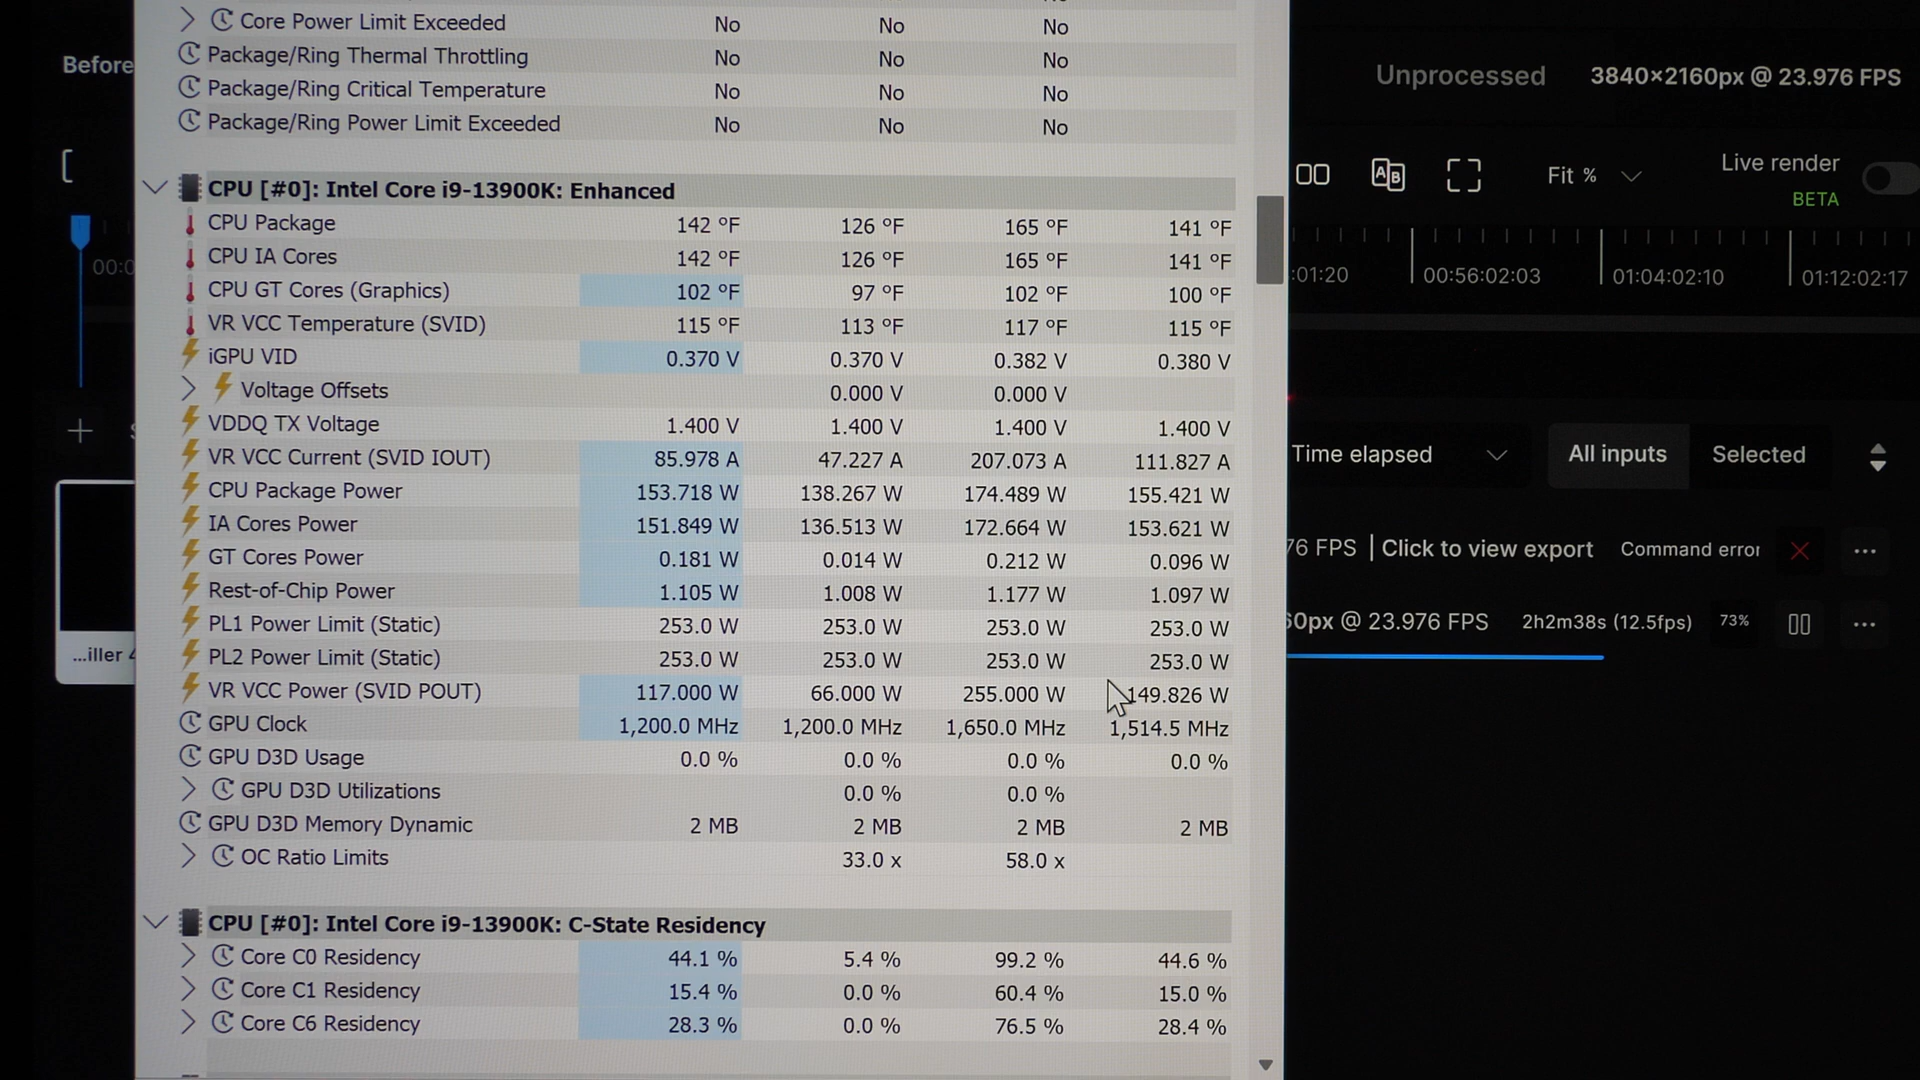 Core Power Limit Exceeded No No No
Package/Ring Thermal Throttling No No No
Package/Ring Critical Temperature No No No
Package/Ring Power Limit Exceeded No No No
CPU [#0]: Intel Core i9-13900K: Enhanced
CPU Package 142 °F 126 °F 165 °F 141 °F
CPU IA Cores 142 °F 126 °F 165 °F 141 °F
CPU GT Cores (Graphics) 102 °F 97 °F 102 °F 100 °F
VR VCC Temperature (SVID) 115 °F 113 °F 117 °F 115 °F
iGPU VID 0.370 V 0.370 V 0.382 V 0.380 V
Voltage Offsets 0.000 V 0.000 V
VDDQ TX Voltage 1.400 V 1.400 V 1.400 V 1.400 V
VR VCC Current (SVID IOUT) 85.978 A 47.227 A 207.073 A 111.827 A
CPU Package Power 153.718 W 138.267 W 174.489 W 155.421 W
IA Cores Power 151.849 W 136.513 W 172.664 W 153.621 W
GT Cores Power 0.181 W 0.014 W 0.212 W 0.096 W
Rest-of-Chip Power 1.105 W 1.008 W 1.177 W 1.097 W
PL1 Power Limit (Static) 253.0 W 253.0 W 253.0 W 253.0 W
PL2 Power Limit (Static) 253.0 W 253.0 W 253.0 W 253.0 W
VR VCC Power (SVID POUT) 117.000 W 66.000 W 255.000 W 149.826 W
GPU Clock 1,200.0 MHz 1,200.0 MHz 1,650.0 MHz 1,514.5 MHz
GPU D3D Usage 0.0 % 0.0 % 0.0 % 0.0 %
GPU D3D Utilizations 0.0 % 0.0 %
GPU D3D Memory Dynamic 2 MB 2 MB 2 MB 2 MB
OC Ratio Limits 33.0 x 58.0 x
CPU [#0]: Intel Core i9-13900K: C-State Residency
Core C0 Residency 44.1 % 5.4 % 99.2 % 44.6 %
Core C1 Residency 15.4 % 0.0 % 60.4 % 15.0 %
Core C6 Residency 28.3 % 0.0 % 76.5 % 28.4 %
Before
00:0
...iller 4
Unprocessed 3840×2160px @ 23.976 FPS
Fit %
Live render
BETA
:01:20 00:56:02:03 01:04:02:10 01:12:02:17
Time elapsed All inputs Selected
76 FPS | Click to view export Command error
60px @ 23.976 FPS 2h2m38s (12.5fps) 73%